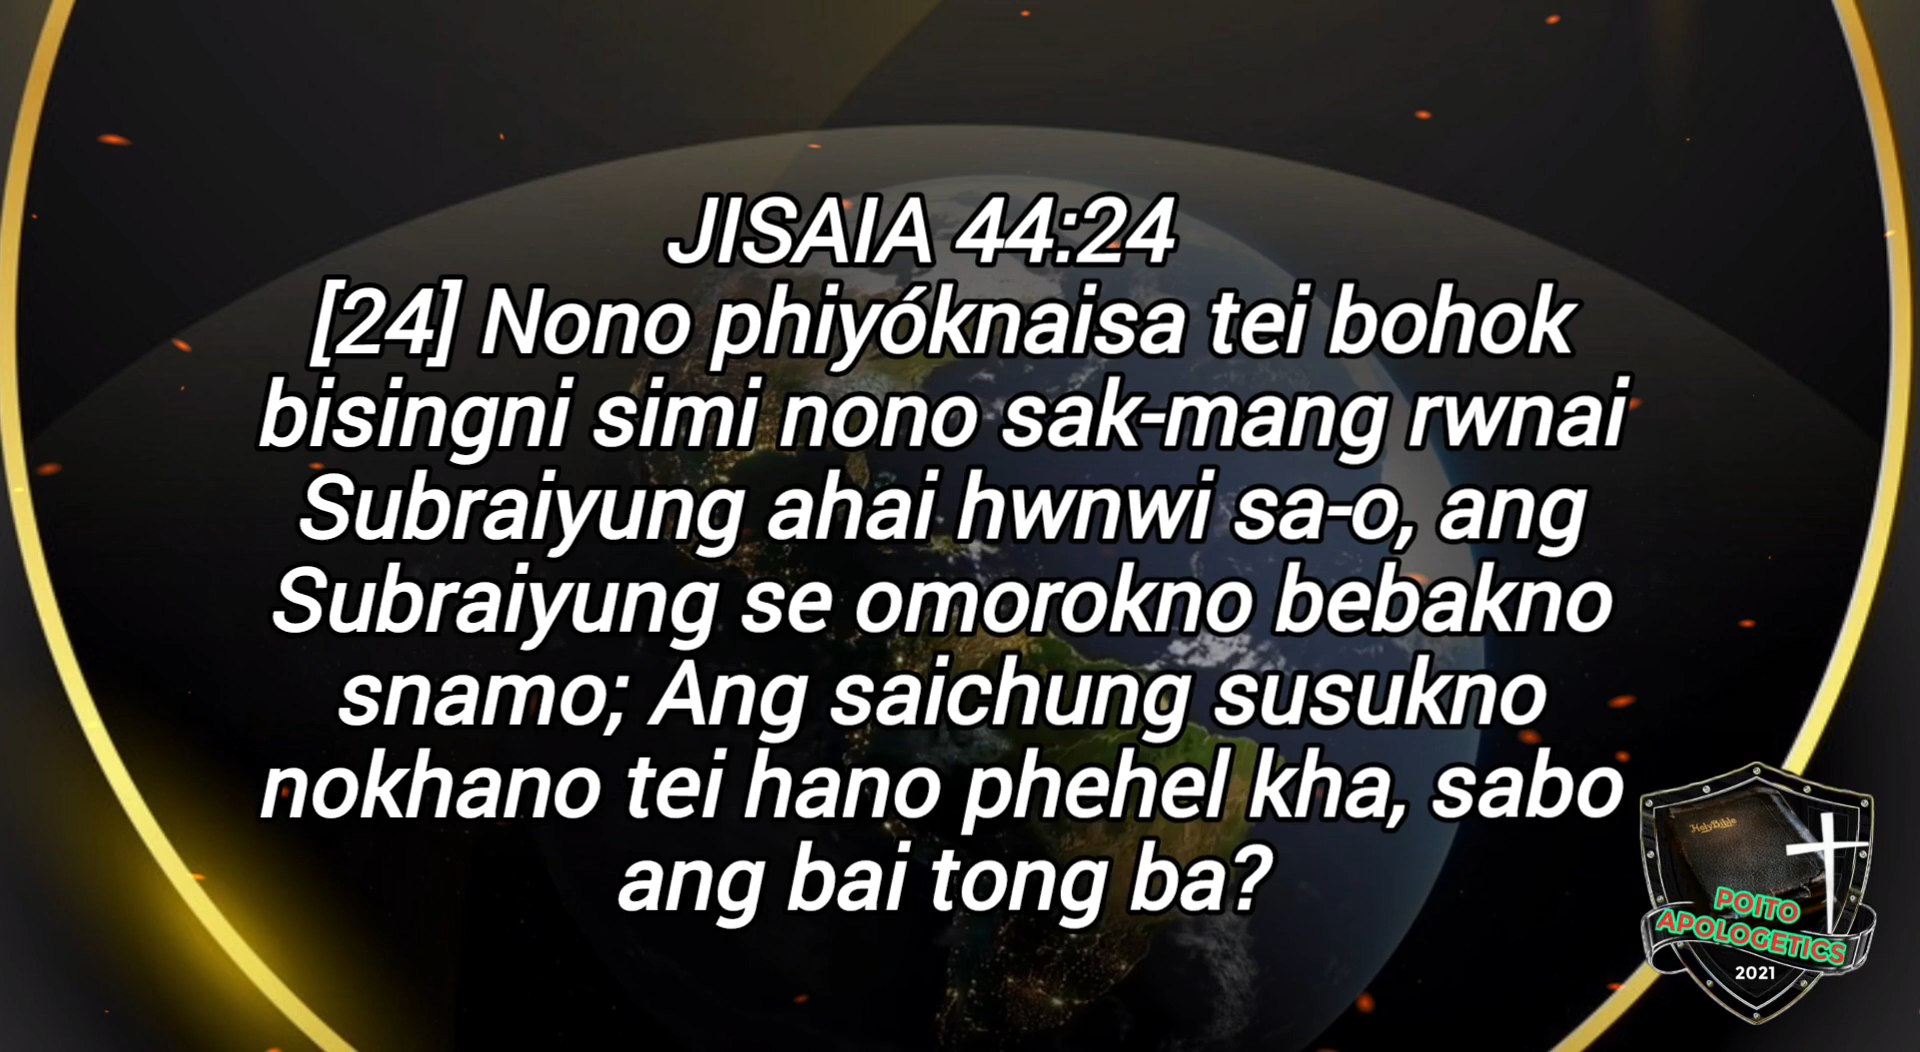 JISAIA 44:24
[24] Nono phiyóknaisa tei bohok
bisingni simi nono sak-mang rwnai
Subraiyung ahai hwnwi sa-o, ang
Subraiyung se omorokno bebakno
snamo; Ang saichung susukno
nokhano tei hano phehel kha, sabo
ang bai tong ba?
HolyBible
POITO
APOLOGETICS
2021